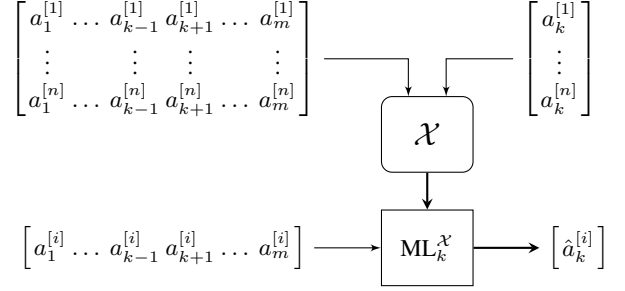 [a_1^{[1]} … a_{k-1}^{[1]} a_{k+1}^{[1]} … a_m^{[1]}] [a_k^{[1]}]
⋮ ⋮ ⋮ ⋮ ⋮
a_1^{[n]} … a_{k-1}^{[n]} a_{k+1}^{[n]} … a_m^{[n]} a_k^{[n]}
𝒳
[a_1^{[i]} … a_{k-1}^{[i]} a_{k+1}^{[i]} … a_m^{[i]}] ML_k^𝒳 [â_k^{[i]}]